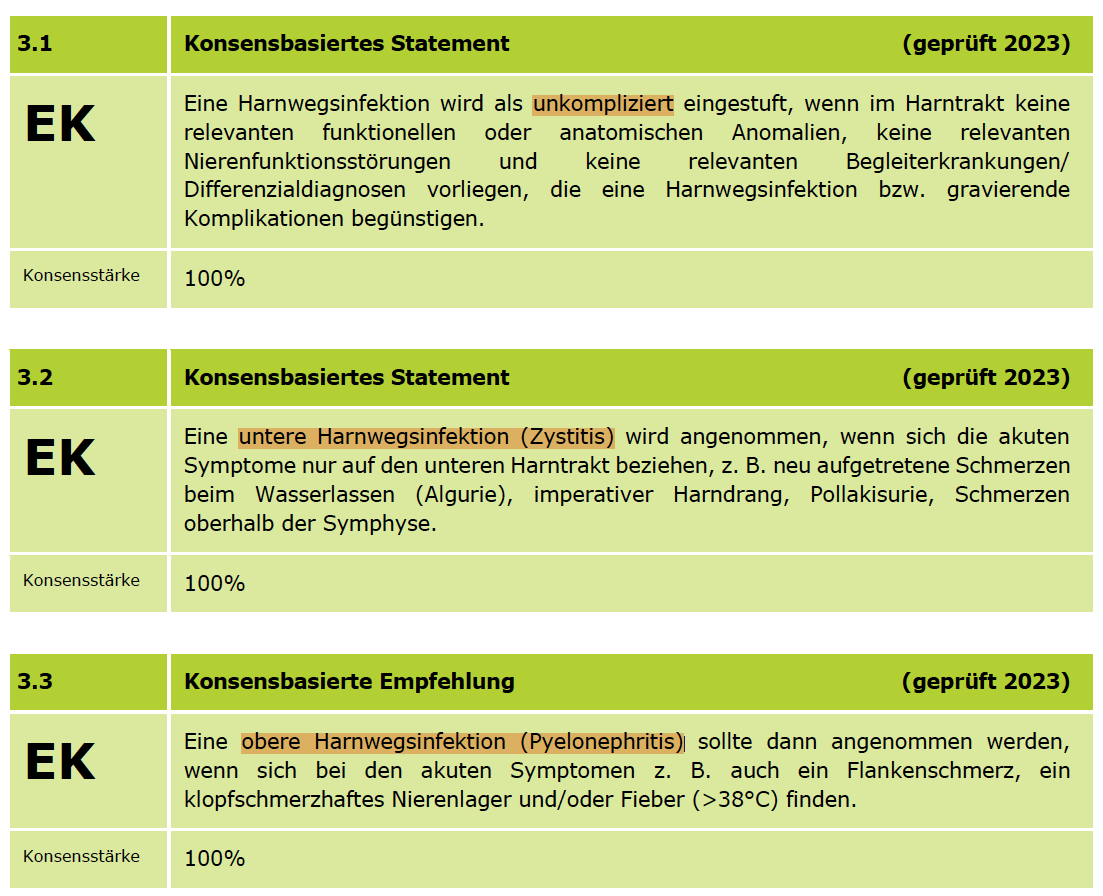 3.1 Konsensbasiertes Statement (geprüft 2023)
EK
Eine Harnwegsinfektion wird als unkompliziert eingestuft, wenn im Harntrakt keine
relevanten funktionellen oder anatomischen Anomalien, keine relevanten
Nierenfunktionsstörungen und keine relevanten Begleiterkrankungen/
Differenzialdiagnosen vorliegen, die eine Harnwegsinfektion bzw. gravierende
Komplikationen begünstigen.
Konsensstärke 100%
3.2 Konsensbasiertes Statement (geprüft 2023)
EK
Eine untere Harnwegsinfektion (Zystitis) wird angenommen, wenn sich die akuten
Symptome nur auf den unteren Harntrakt beziehen, z. B. neu aufgetretene Schmerzen
beim Wasserlassen (Algurie), imperativer Harndrang, Pollakisurie, Schmerzen
oberhalb der Symphyse.
Konsensstärke 100%
3.3 Konsensbasierte Empfehlung (geprüft 2023)
EK
Eine obere Harnwegsinfektion (Pyelonephritis) sollte dann angenommen werden,
wenn sich bei den akuten Symptomen z. B. auch ein Flankenschmerz, ein
klopfschmerzhaftes Nierenlager und/oder Fieber (>38°C) finden.
Konsensstärke 100%